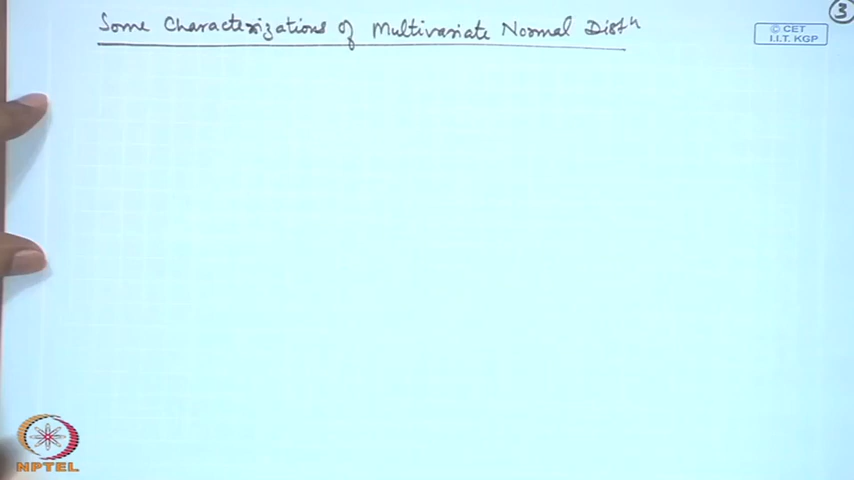 Some Characterizations of Multivariate Normal Distⁿ
© CET
I.I.T. KGP
3
NPTEL